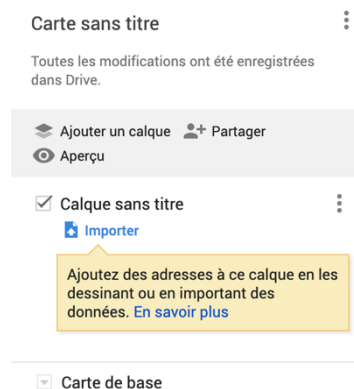 Carte sans titre
Toutes les modifications ont été enregistrées
dans Drive.
Ajouter un calque Partager
Aperçu
Calque sans titre
Importer
Ajoutez des adresses à ce calque en les
dessinant ou en important des
données. En savoir plus
Carte de base